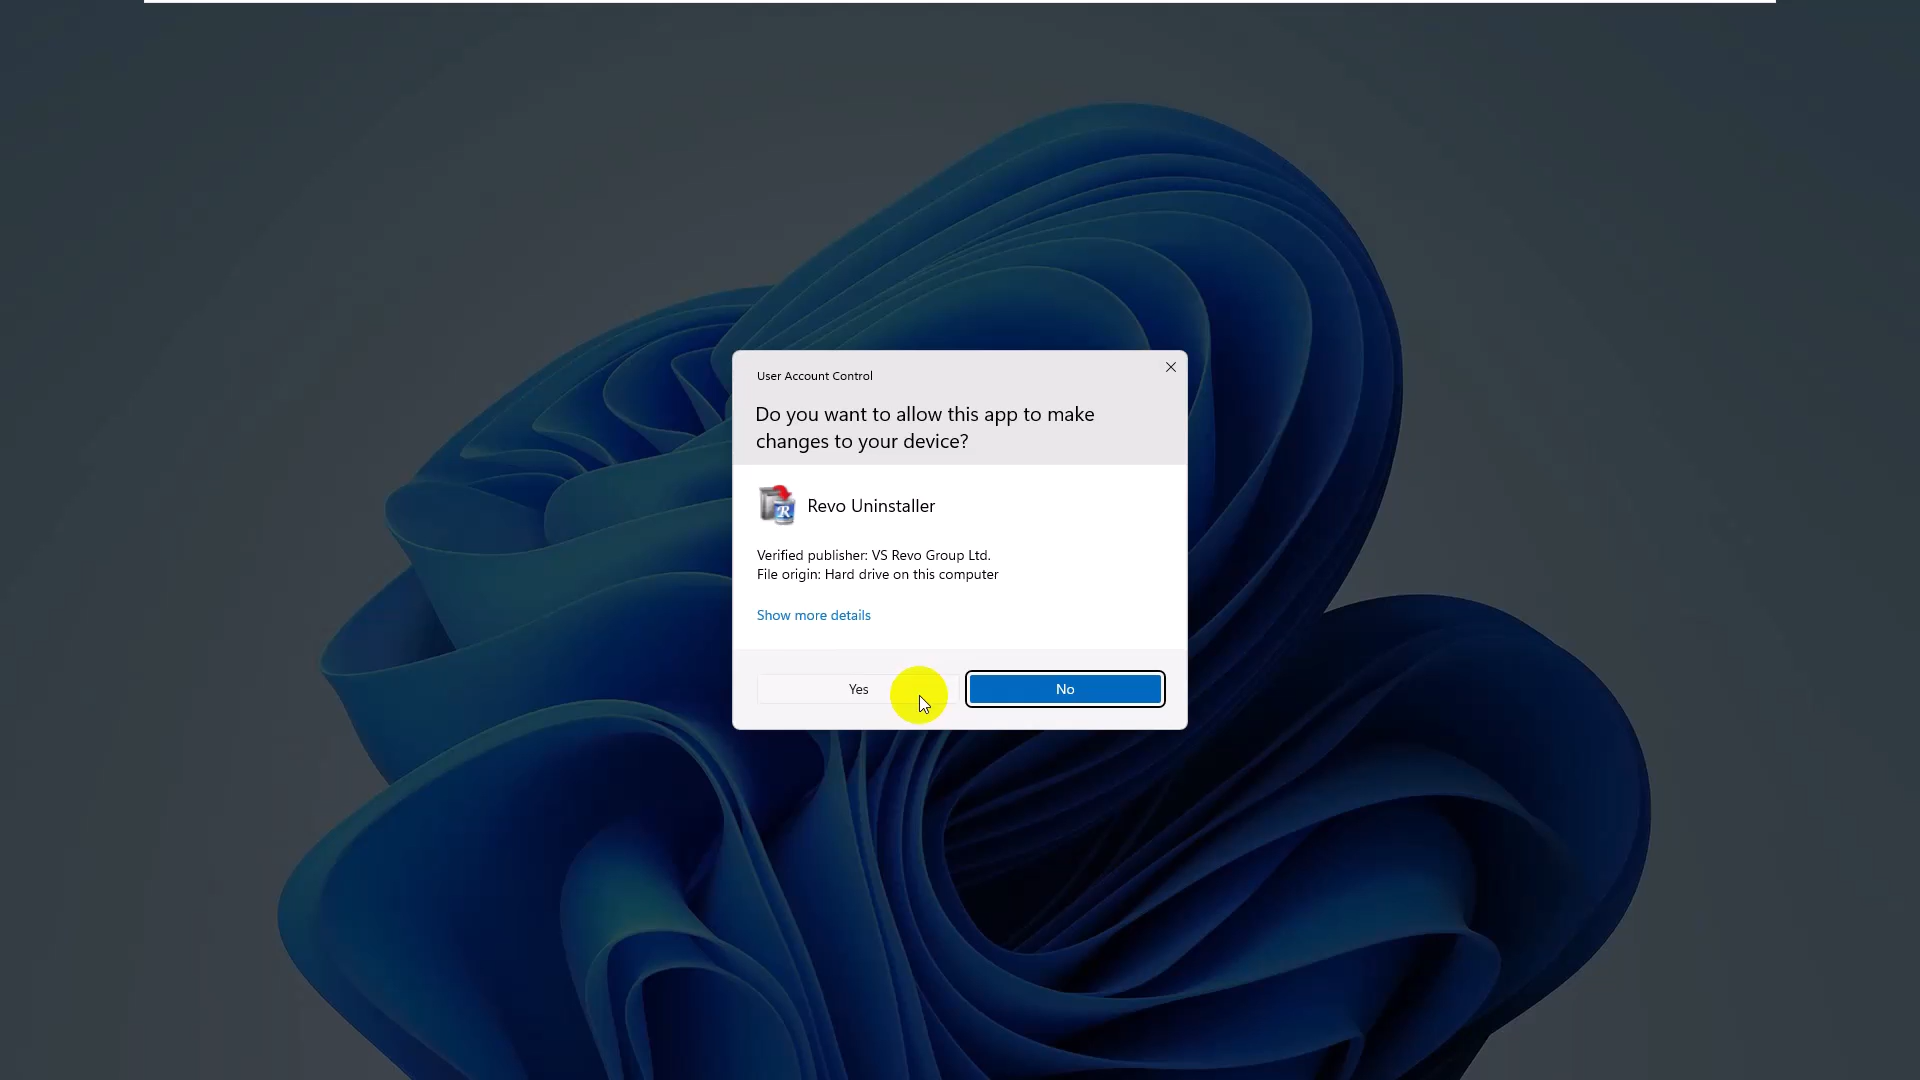 User Account Control
Do you want to allow this app to make
changes to your device?
R
Revo Uninstaller
Verified publisher: VS Revo Group Ltd.
File origin: Hard drive on this computer
Show more details
Yes
No